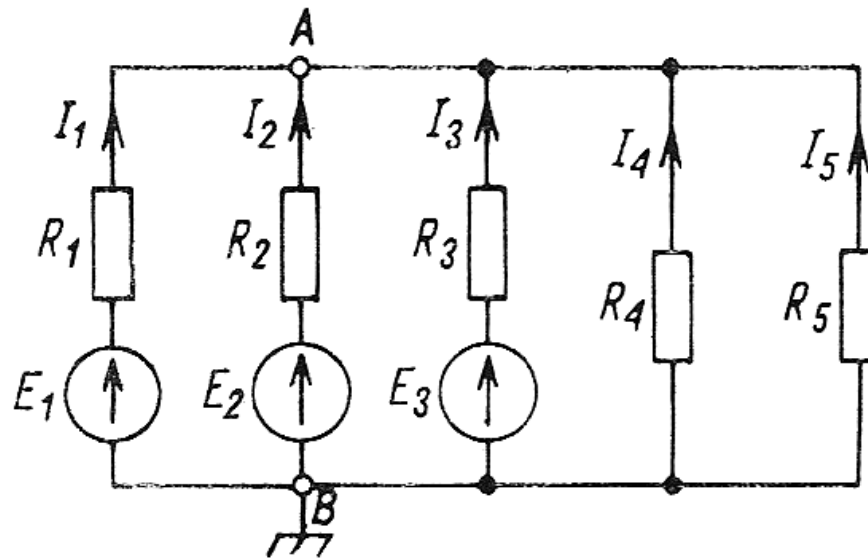 A
I₁ I₂ I₃ I₄ I₅
R₁ R₂ R₃ R₄ R₅
E₁ E₂ E₃
B